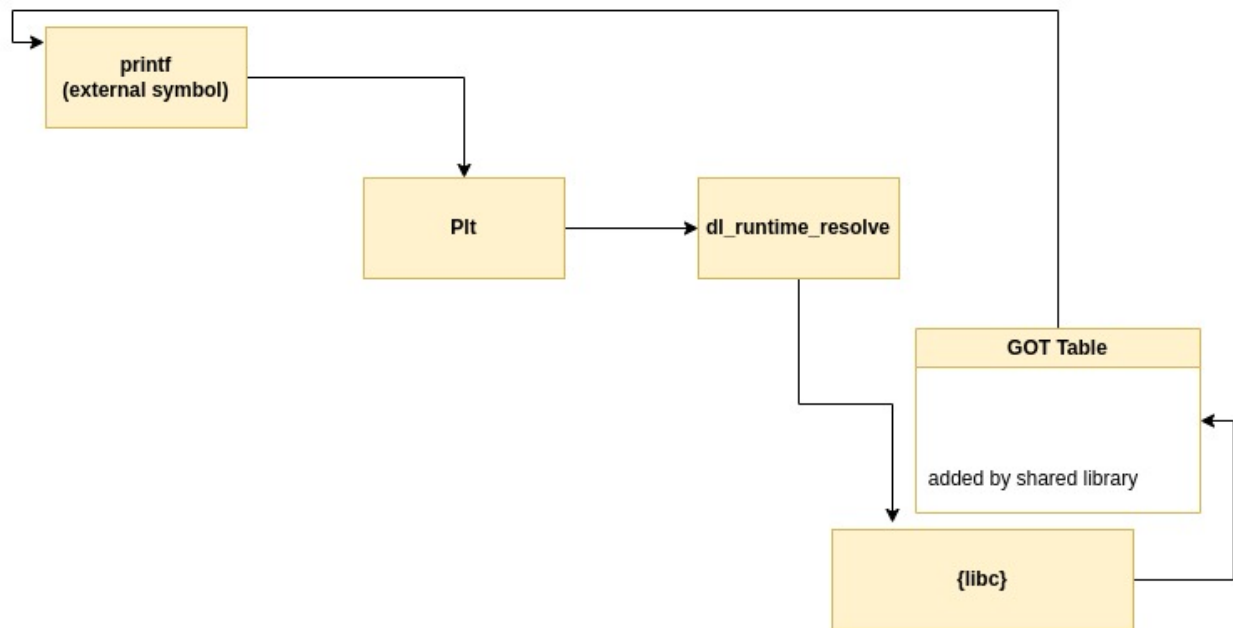 printf
(external symbol)
Plt
dl_runtime_resolve
GOT Table
added by shared library
{libc}